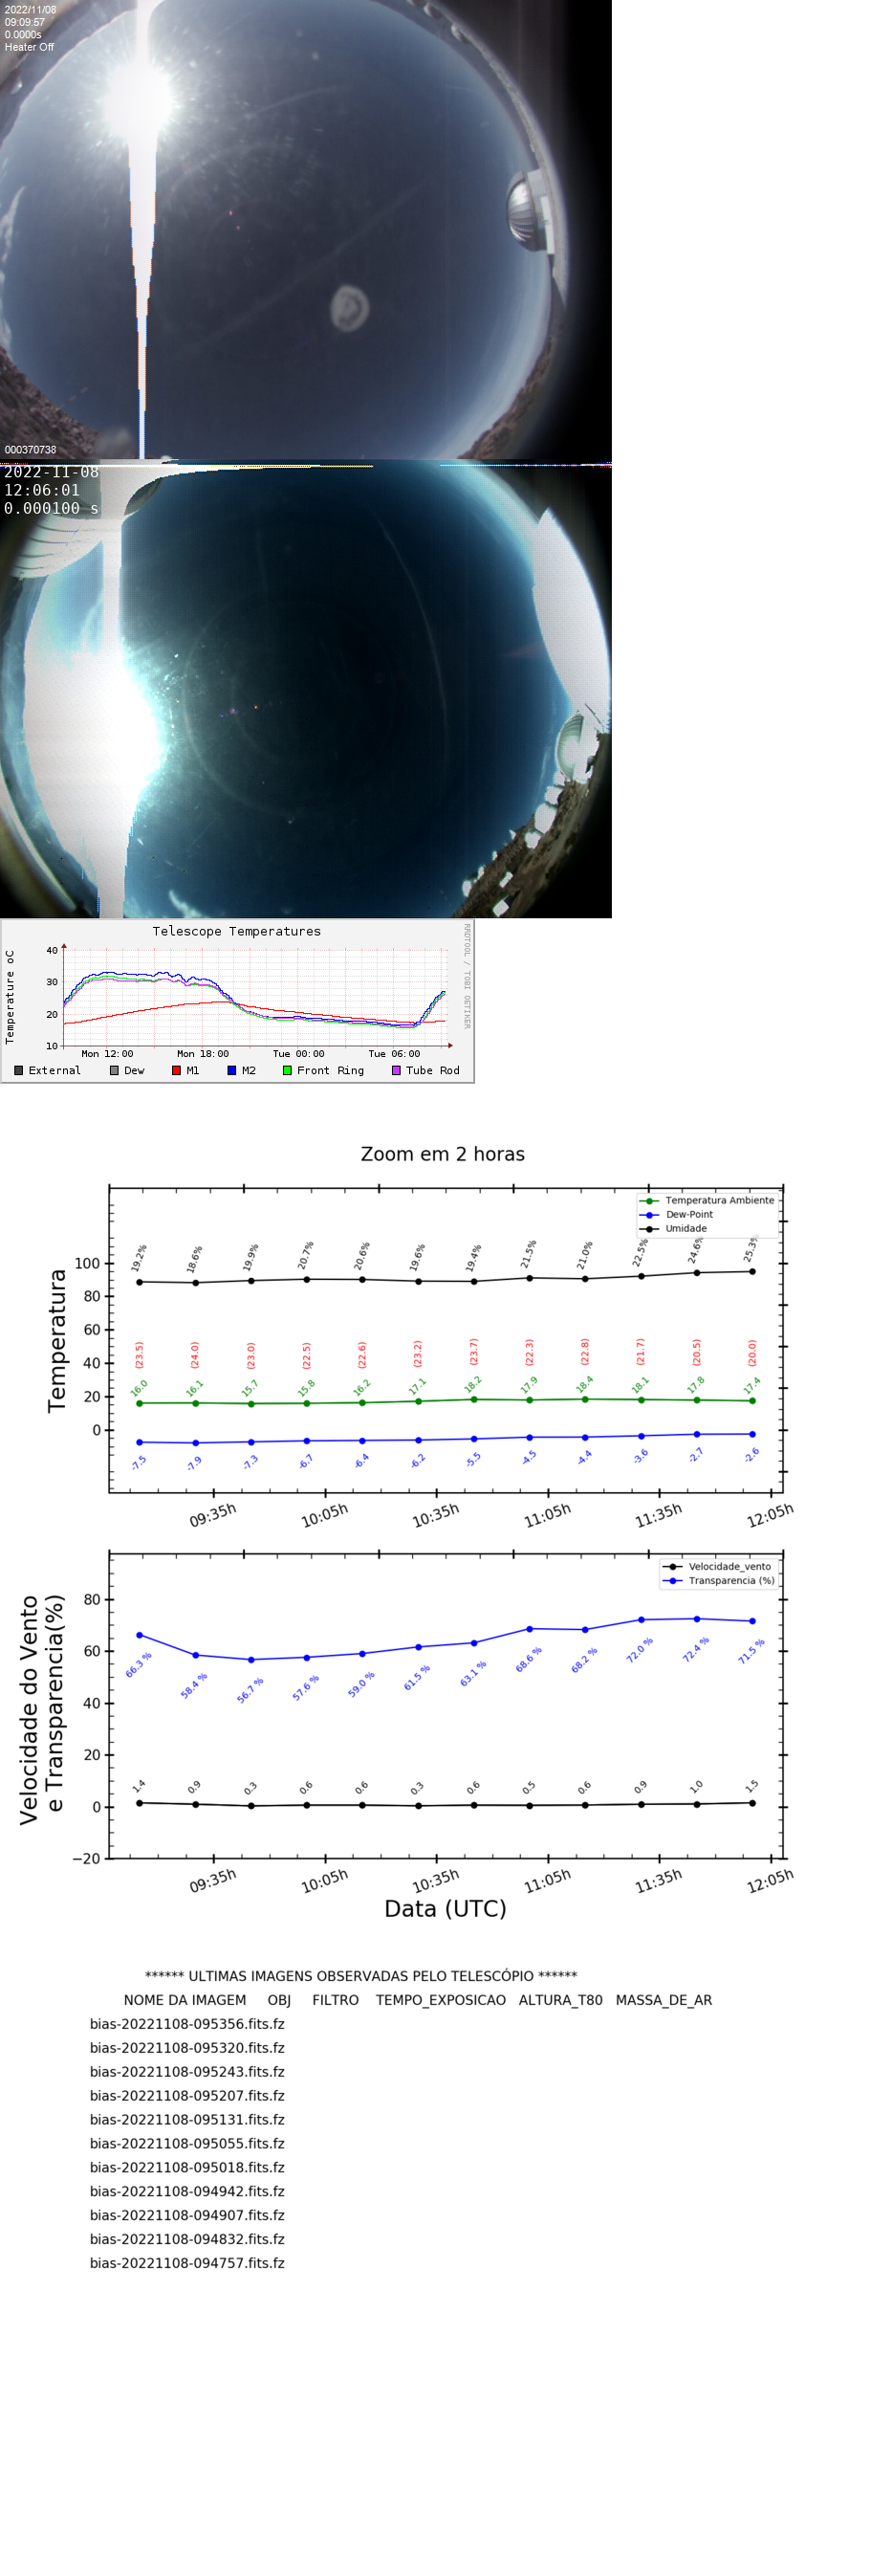 2022/11/08
09:09:57
0.0000s
Heater Off
000370738
2022-11-08
12:06:01
0.000100 s
Telescope Temperatures
RRDTOOL / TOBI OETIKER
Temperature oC
40
30
20
10
Mon 12:00 Mon 18:00 Tue 00:00 Tue 06:00
External Dew M1 M2 Front Ring Tube Rod
Zoom em 2 horas
Temperatura Ambiente
Dew-Point
Umidade
Temperatura
100
80
60
40
20
0
19.2% 18.6% 19.9% 20.7% 20.6% 19.6% 19.4% 21.5% 21.0% 22.5% 24.6% 25.3%
(23.5) (24.0) (23.0) (22.5) (22.6) (23.2) (23.7) (22.3) (22.8) (21.7) (20.5) (20.0)
16.0 16.1 15.7 15.8 16.2 17.1 18.2 17.9 18.4 18.1 17.8 17.4
-7.5 -7.9 -7.3 -6.7 -6.4 -6.2 -5.5 -4.5 -4.4 -3.6 -2.7 -2.6
09:35h 10:05h 10:35h 11:05h 11:35h 12:05h
Velocidade_vento
Transparencia (%)
Velocidade do Vento
e Transparencia(%)
80
60
40
20
0
−20
66.3 % 58.4 % 56.7 % 57.6 % 59.0 % 61.5 % 63.1 % 68.6 % 68.2 % 72.0 % 72.4 % 71.5 %
1.4 0.9 0.3 0.6 0.6 0.3 0.6 0.5 0.6 0.9 1.0 1.5
09:35h 10:05h 10:35h 11:05h 11:35h 12:05h
Data (UTC)
****** ULTIMAS IMAGENS OBSERVADAS PELO TELESCÓPIO ******
NOME DA IMAGEM OBJ FILTRO TEMPO_EXPOSICAO ALTURA_T80 MASSA_DE_AR
bias-20221108-095356.fits.fz
bias-20221108-095320.fits.fz
bias-20221108-095243.fits.fz
bias-20221108-095207.fits.fz
bias-20221108-095131.fits.fz
bias-20221108-095055.fits.fz
bias-20221108-095018.fits.fz
bias-20221108-094942.fits.fz
bias-20221108-094907.fits.fz
bias-20221108-094832.fits.fz
bias-20221108-094757.fits.fz